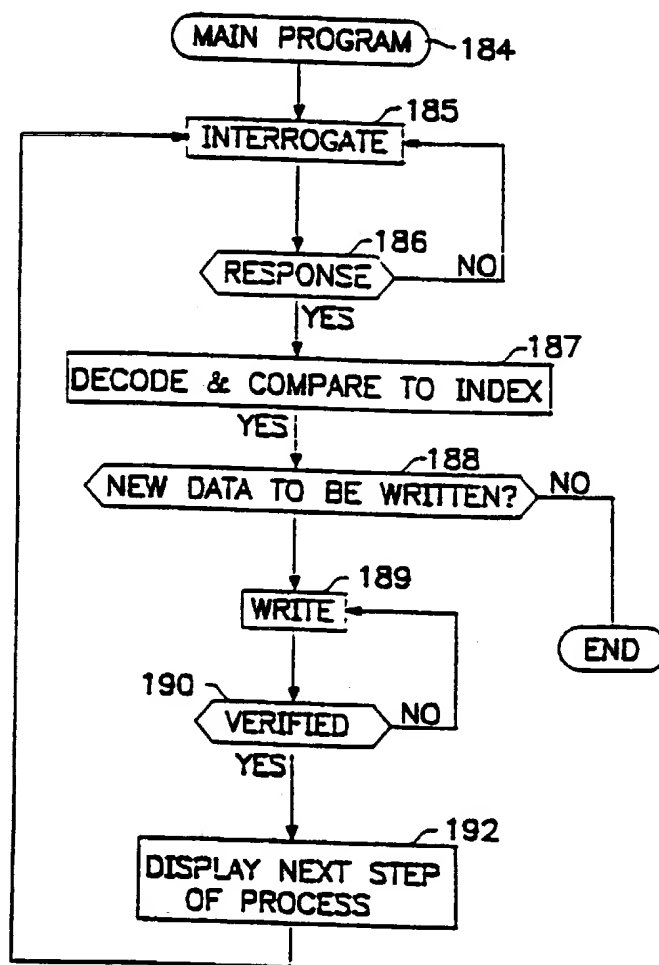 MAIN PROGRAM
184
185
INTERROGATE
186
RESPONSE
NO
YES
187
DECODE & COMPARE TO INDEX
YES
188
NEW DATA TO BE WRITTEN?
NO
189
WRITE
END
190
VERIFIED
NO
YES
192
DISPLAY NEXT STEP
OF PROCESS